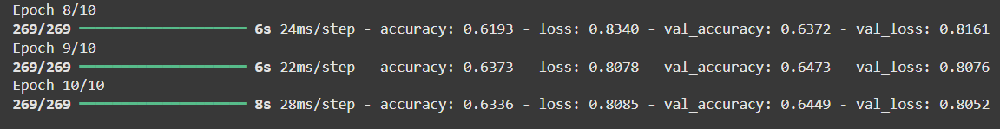 Epoch 8/10
269/269 ━━━━━━━━━━━━━━━━━━━━ 6s 24ms/step - accuracy: 0.6193 - loss: 0.8340 - val_accuracy: 0.6372 - val_loss: 0.8161
Epoch 9/10
269/269 ━━━━━━━━━━━━━━━━━━━━ 6s 22ms/step - accuracy: 0.6373 - loss: 0.8078 - val_accuracy: 0.6473 - val_loss: 0.8076
Epoch 10/10
269/269 ━━━━━━━━━━━━━━━━━━━━ 8s 28ms/step - accuracy: 0.6336 - loss: 0.8085 - val_accuracy: 0.6449 - val_loss: 0.8052